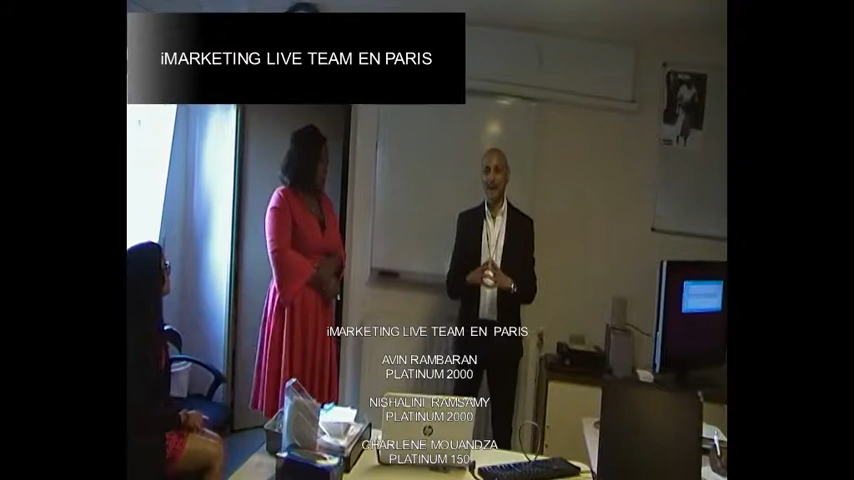 iMARKETING LIVE TEAM EN PARIS
iMARKETING LIVE TEAM EN PARIS
AVIN RAMBARAN
PLATINUM 2000
NISHALINI RAMSAMY
PLATINUM 2000
CHARLENE MOUANDZA
PLATINUM 150
hp